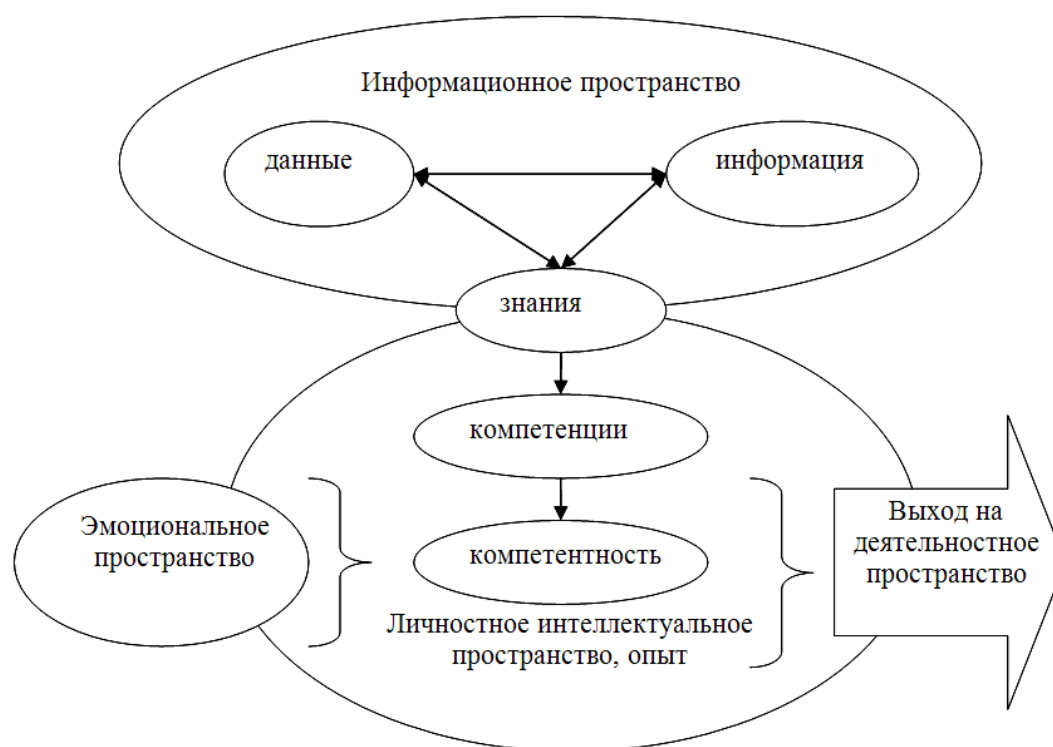 Информационное пространство
данные
информация
знания
компетенции
Эмоциональное
пространство
компетентность
Личностное интеллектуальное
пространство, опыт
Выход на
деятельностное
пространство